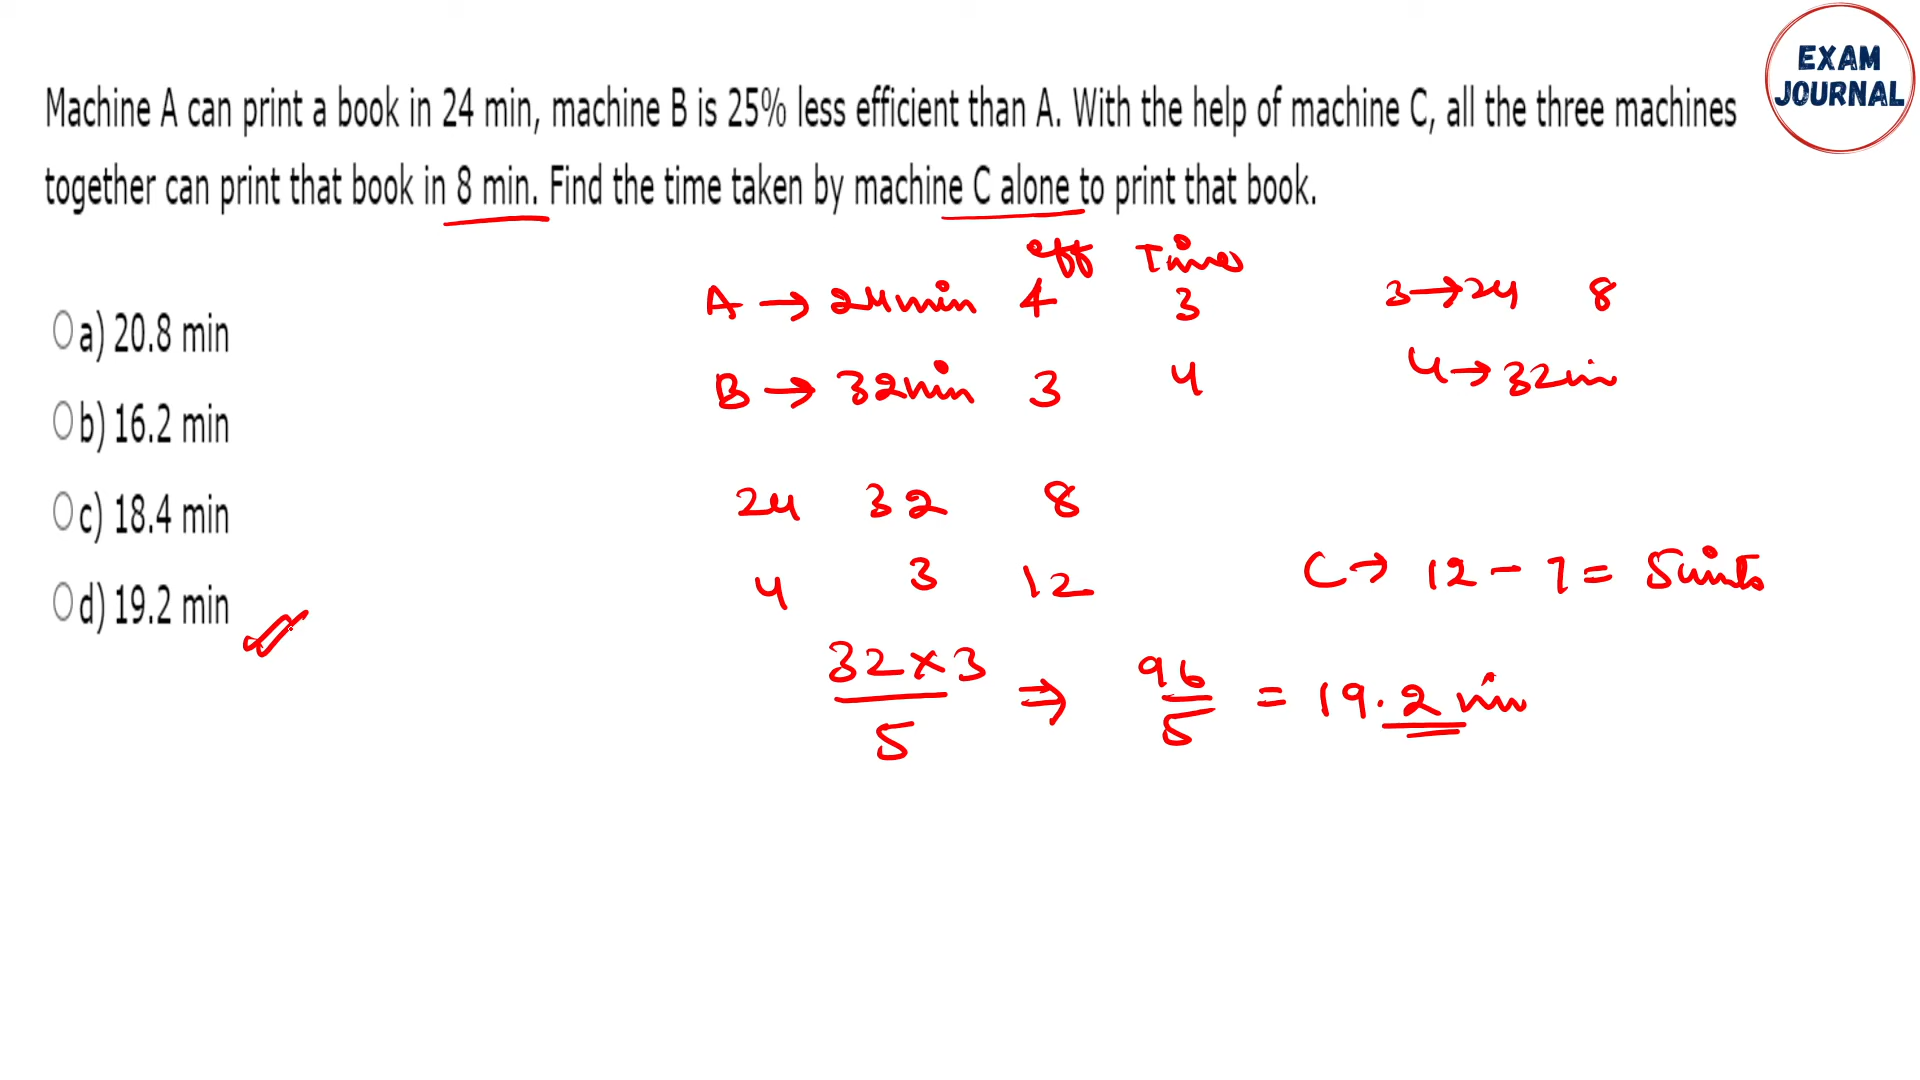 EXAM
JOURNAL
Machine A can print a book in 24 min, machine B is 25% less efficient than A. With the help of machine C, all the three machines
together can print that book in 8 min. Find the time taken by machine C alone to print that book.
eff Time
A → 24min 4 3 3→24 8
B → 32min 3 4 4→32min
a) 20.8 min
b) 16.2 min
c) 18.4 min
d) 19.2 min
24 32 8
4 3 12
C→ 12-7= 5units
32×3
5
⇒ 96
5
= 19.2 min